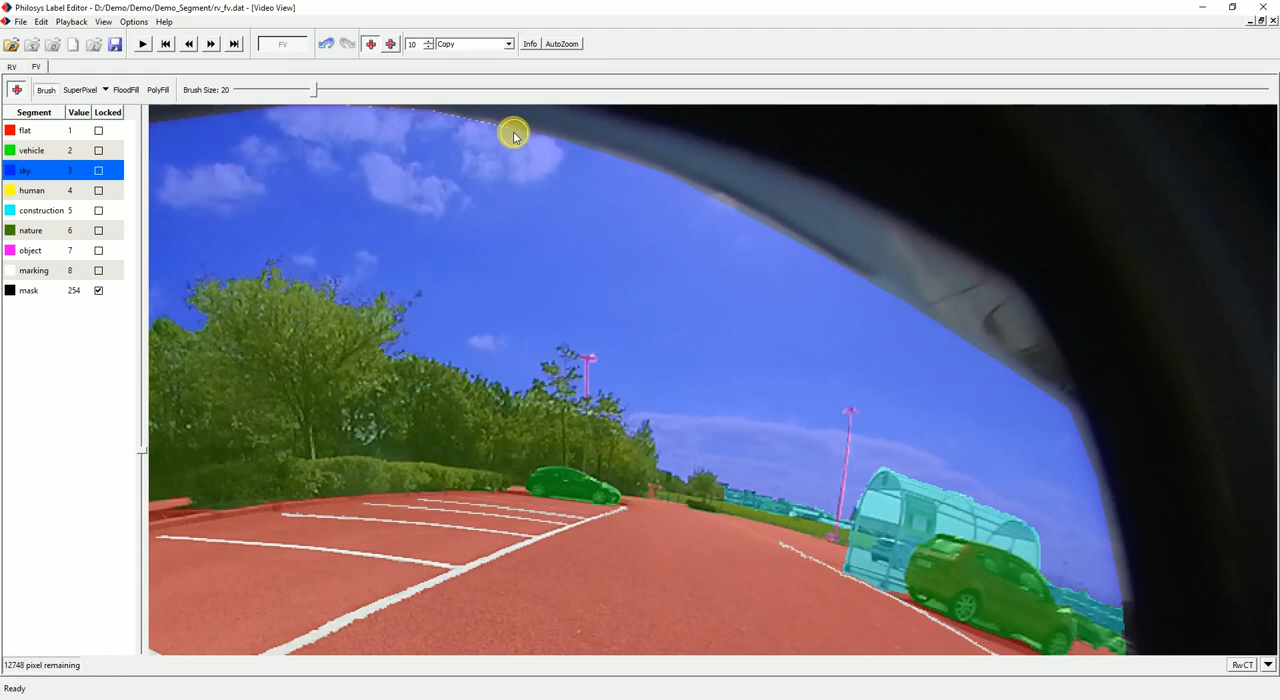 Philosys Label Editor - D:/Demo/Demo/Demo_Segment/rv_fv.dat - [Video View]
File Edit Playback View Options Help
FV 10 Copy Info AutoZoom
RV FV
Brush SuperPixel FloodFill PolyFill Brush Size: 20
Segment Value Locked
flat 1
vehicle 2
sky 3
human 4
construction 5
nature 6
object 7
marking 8
mask 254
12748 pixel remaining RwCT
Ready